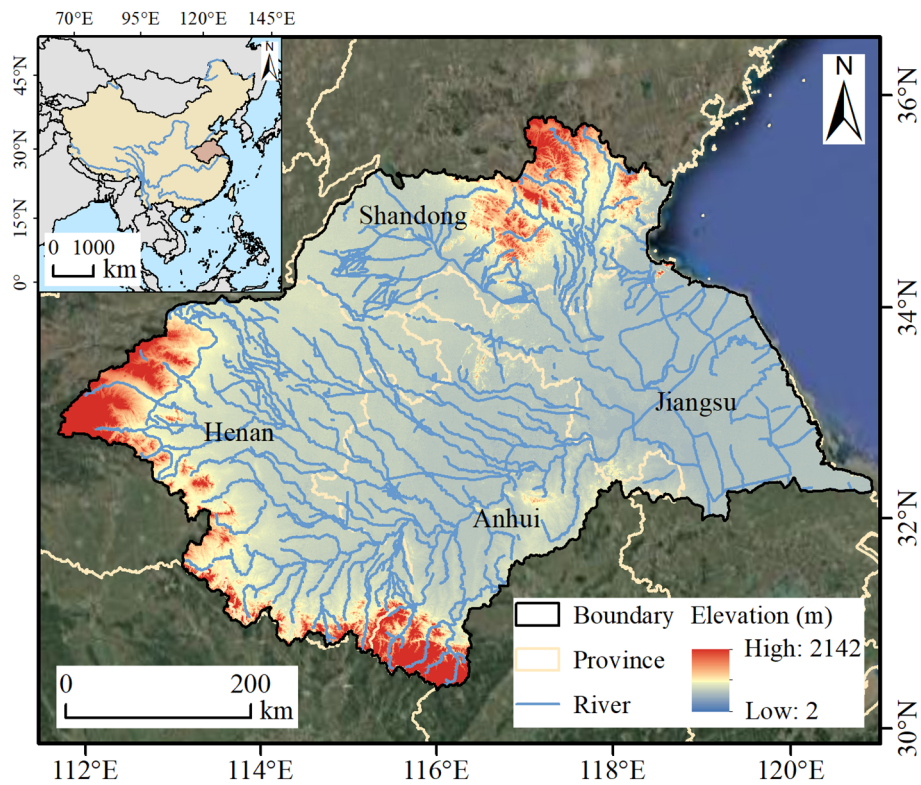 70°E 95°E 120°E 145°E
45°N
30°N
15°N
0°
N
0 1000
km
N
36°N
34°N
32°N
30°N
Shandong
Jiangsu
Henan
Anhui
Boundary
Province
River
Elevation (m)
High: 2142
Low: 2
0 200
km
112°E 114°E 116°E 118°E 120°E